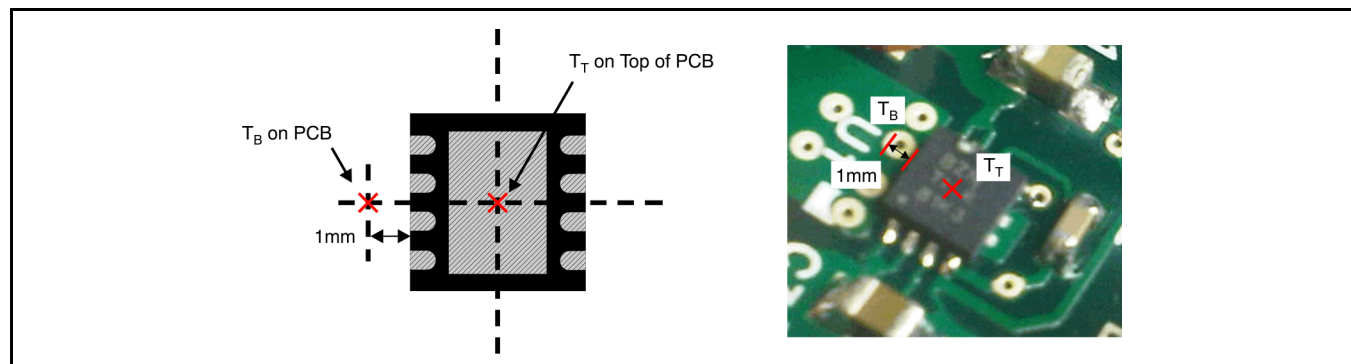 T_T on Top of PCB
T_B on PCB
1mm
T_B
T_T
1mm